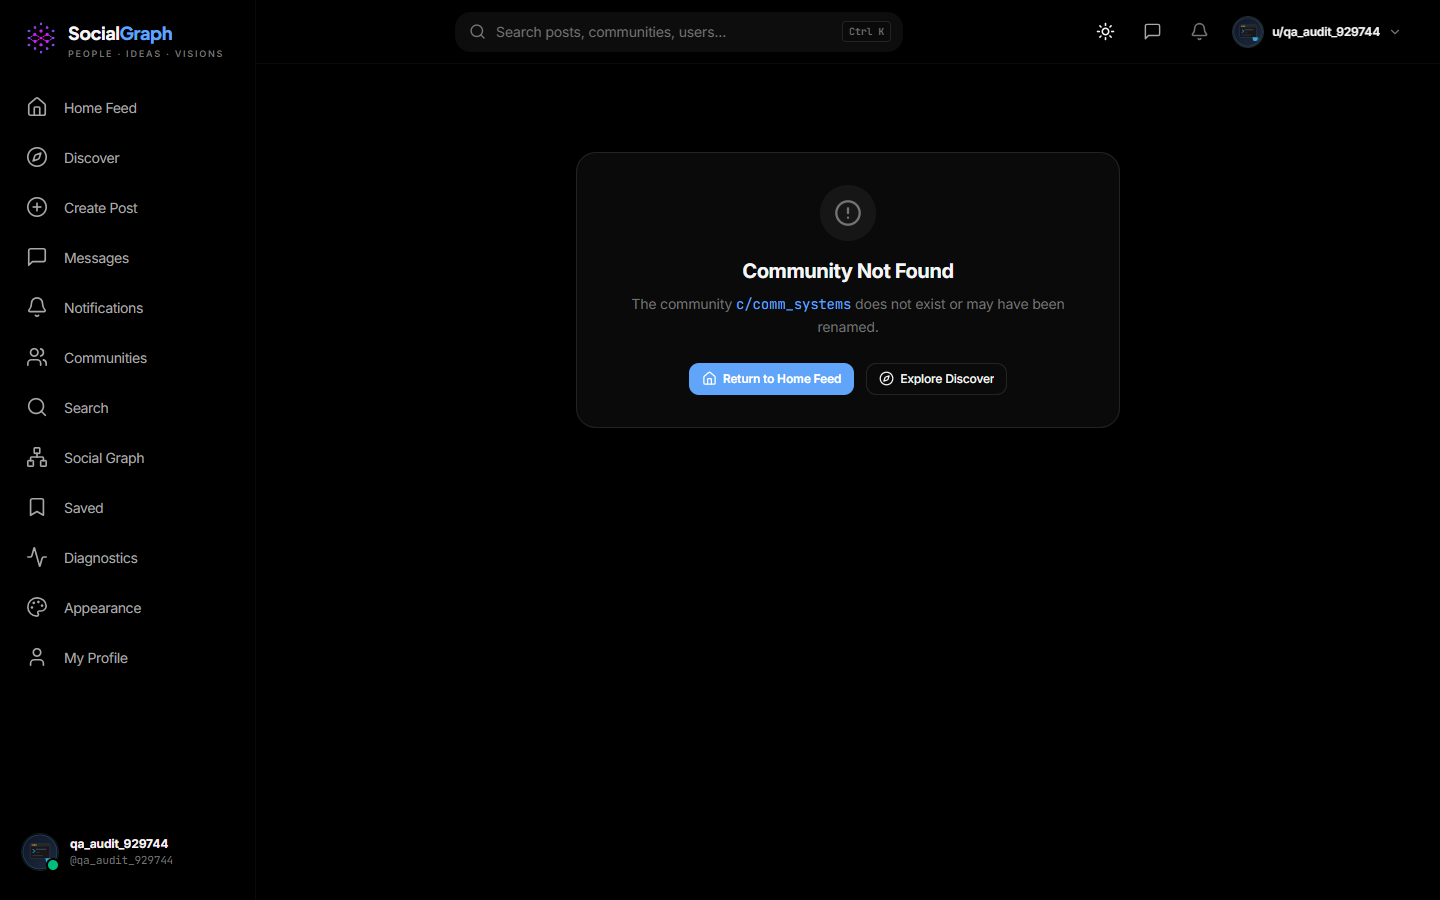 SocialGraph
PEOPLE · IDEAS · VISIONS
Search posts, communities, users...
Ctrl K
u/qa_audit_929744
Home Feed
Discover
Create Post
Messages
Notifications
Communities
Search
Social Graph
Saved
Diagnostics
Appearance
My Profile
Community Not Found
The community c/comm_systems does not exist or may have been
renamed.
Return to Home Feed
Explore Discover
qa_audit_929744
@qa_audit_929744